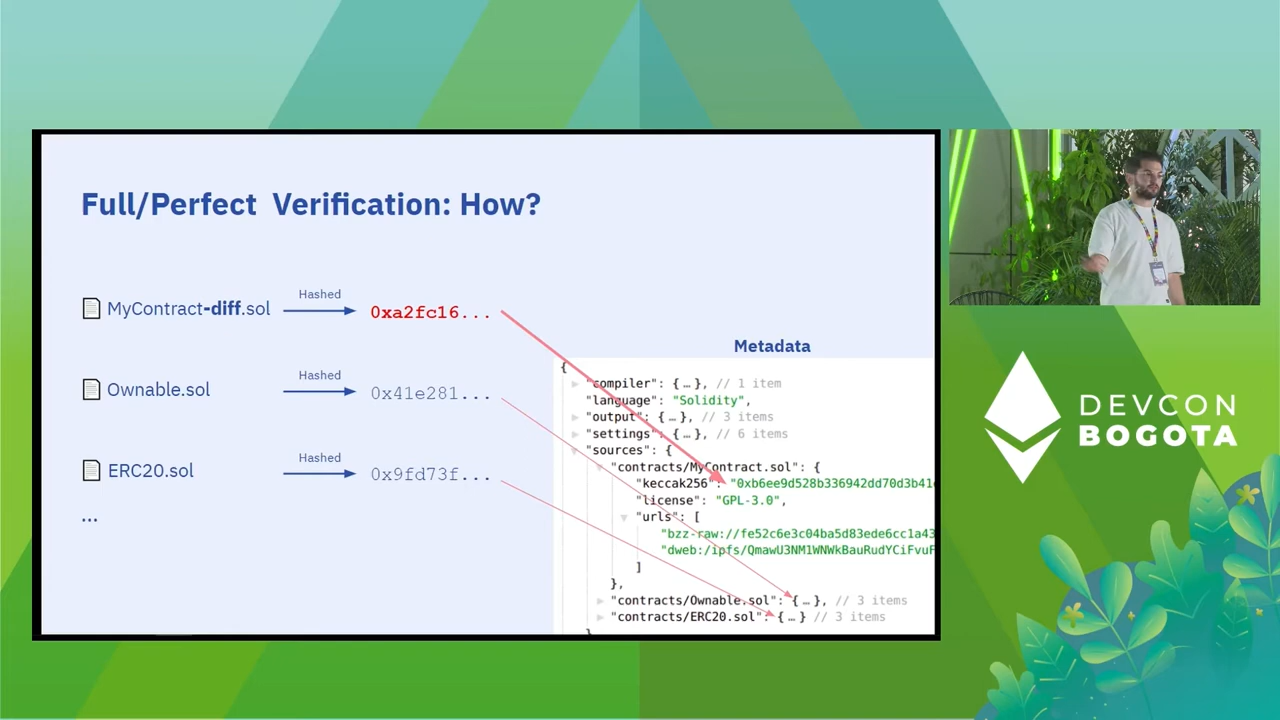 Full/Perfect Verification: How?
MyContract-diff.sol
Hashed
0xa2fc16...
Ownable.sol
Hashed
0x41e281...
ERC20.sol
Hashed
0x9fd73f...
...
Metadata
{
"compiler": {…}, // 1 item
"language": "Solidity",
"output": {…}, // 3 items
"settings": {…}, // 6 items
"sources": {
"contracts/MyContract.sol": {
"keccak256": "0xb6ee9d528b336942dd70d3b41
"license": "GPL-3.0",
"urls": [
"bzz-raw://fe52c6e3c04ba5d83ede6cc1a43
"dweb:/ipfs/QmawU3NM1WNWkBauRudYCiFvuF
]
},
"contracts/Ownable.sol": {…}, // 3 items
"contracts/ERC20.sol": {…} // 3 items
}
DEVCON
BOGOTA